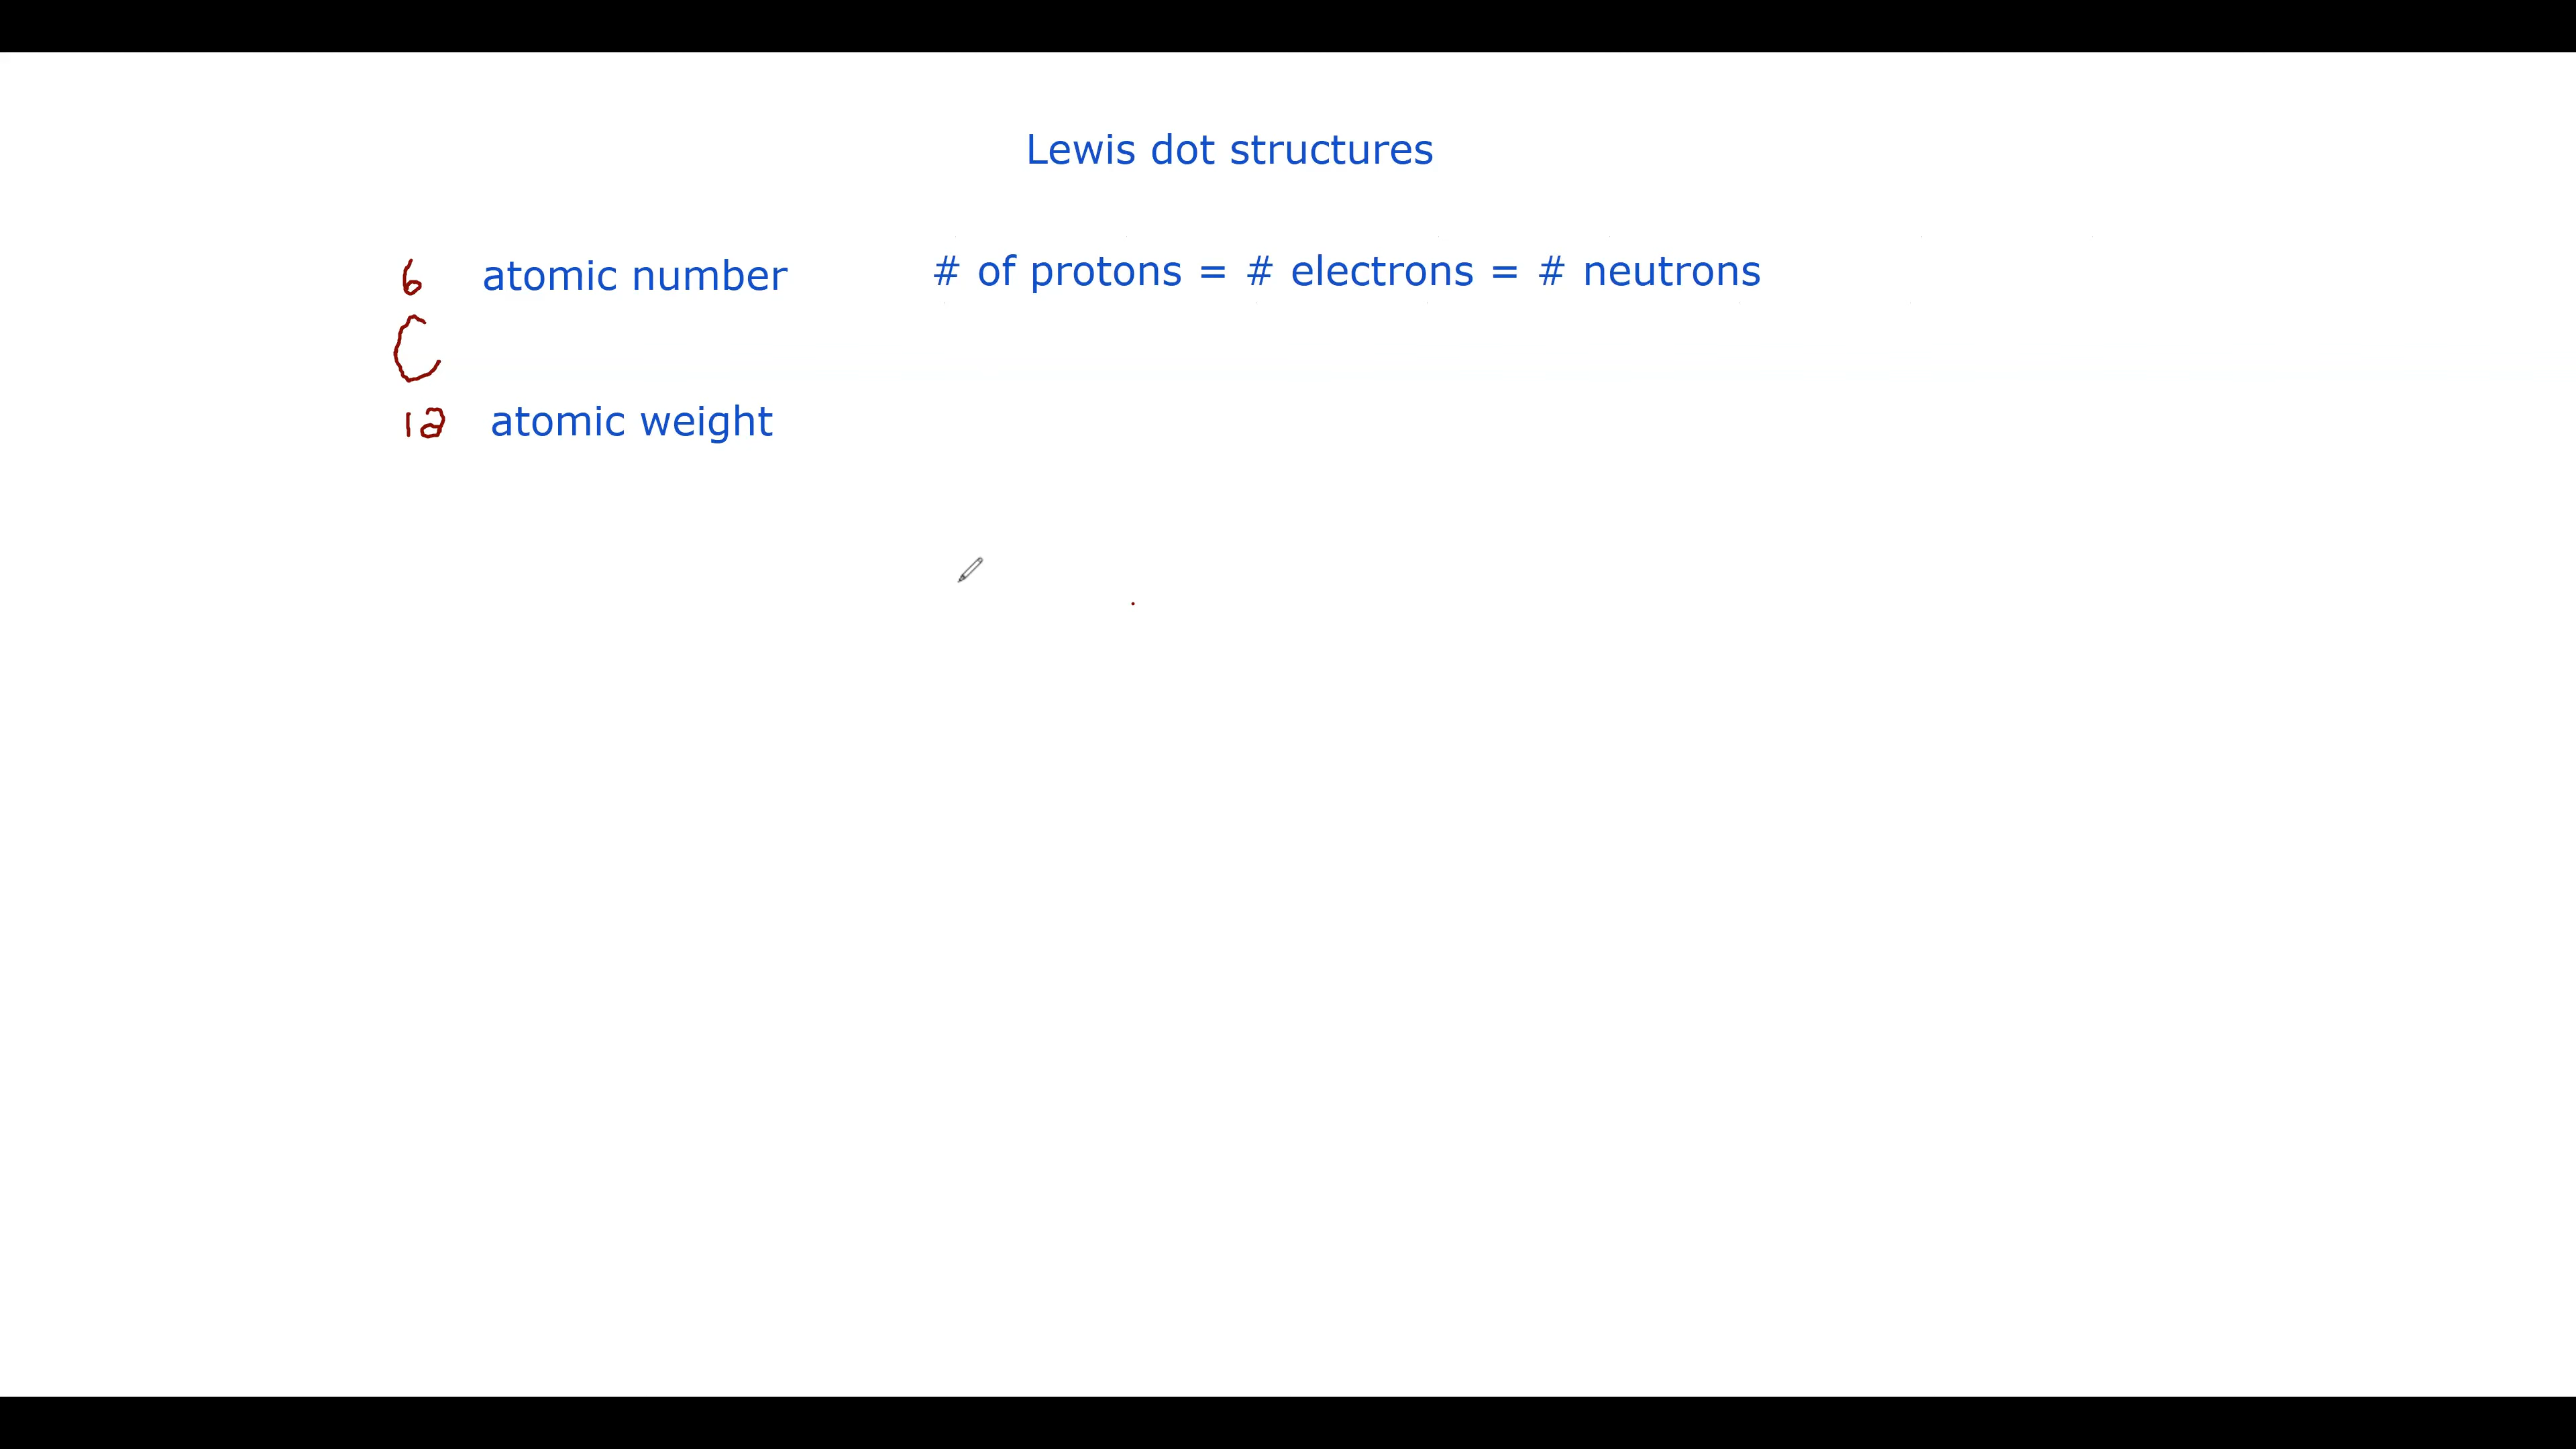 Lewis dot structures
6 atomic number # of protons = # electrons = # neutrons
C
12 atomic weight